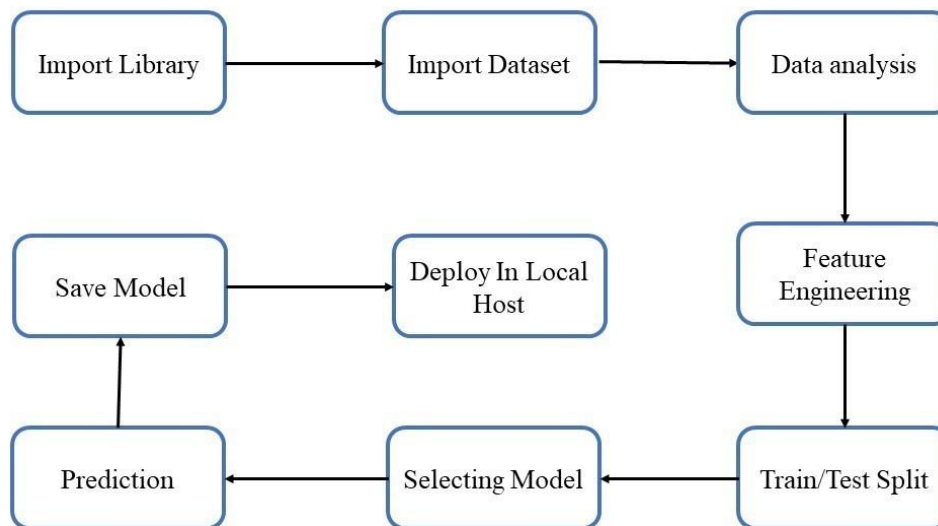 Import Library
Import Dataset
Data analysis
Feature
Engineering
Train/Test Split
Selecting Model
Prediction
Save Model
Deploy In Local
Host